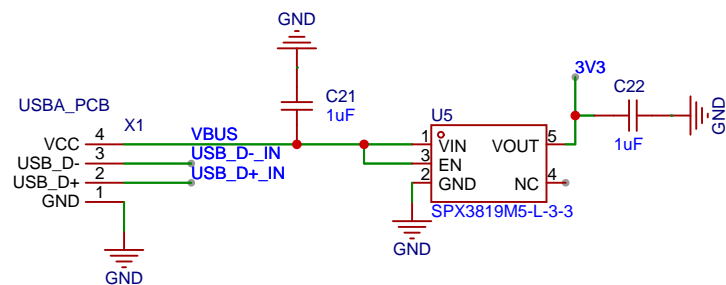 GND
USBA_PCB
X1
VCC 4
USB_D- 3
USB_D+ 2
GND 1
GND
VBUS
USB_D-_IN
USB_D+_IN
C21
1uF
U5
1 VIN VOUT 5
3 EN
2 GND NC 4
SPX3819M5-L-3-3
GND
3V3
C22
1uF
GND